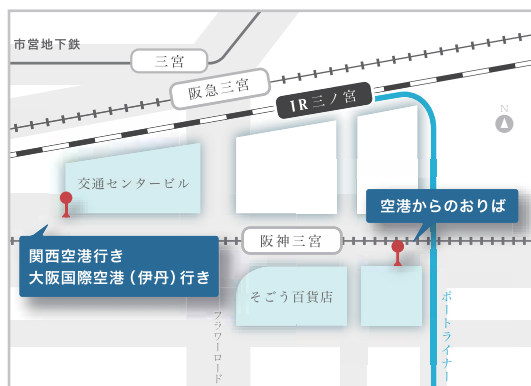 市営地下鉄
三宮
阪急三宮
JR三ノ宮
N
交通センタービル
空港からのおりば
関西空港行き
大阪国際空港（伊丹）行き
阪神三宮
そごう百貨店
フラワーロード
ポートライナー